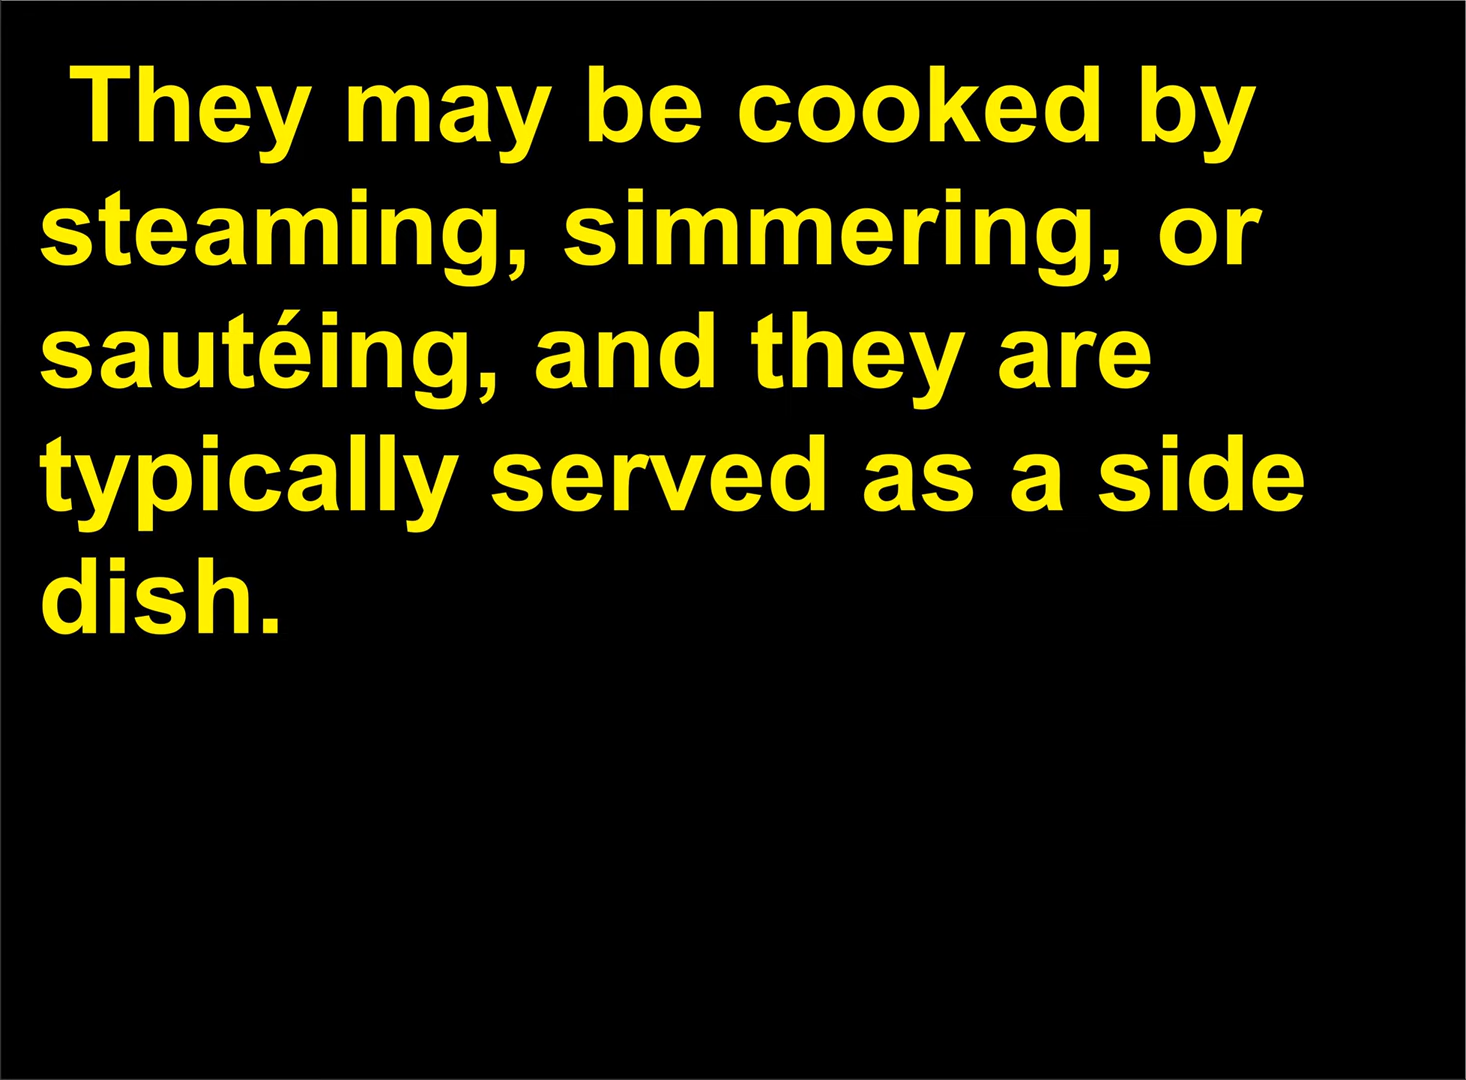 They may be cooked by
steaming, simmering, or
sautéing, and they are
typically served as a side
dish.